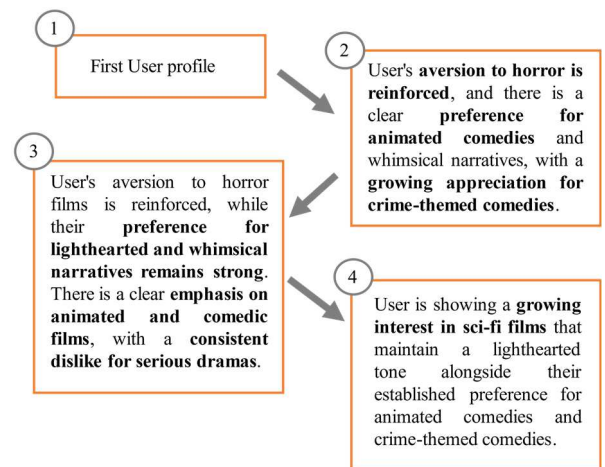 1
First User profile
2
User's aversion to horror is
reinforced, and there is a
clear preference for
animated comedies and
whimsical narratives, with a
growing appreciation for
crime-themed comedies.
3
User's aversion to horror
films is reinforced, while
their preference for
lighthearted and whimsical
narratives remains strong.
There is a clear emphasis on
animated and comedic
films, with a consistent
dislike for serious dramas.
4
User is showing a growing
interest in sci-fi films that
maintain a lighthearted
tone alongside their
established preference for
animated comedies and
crime-themed comedies.